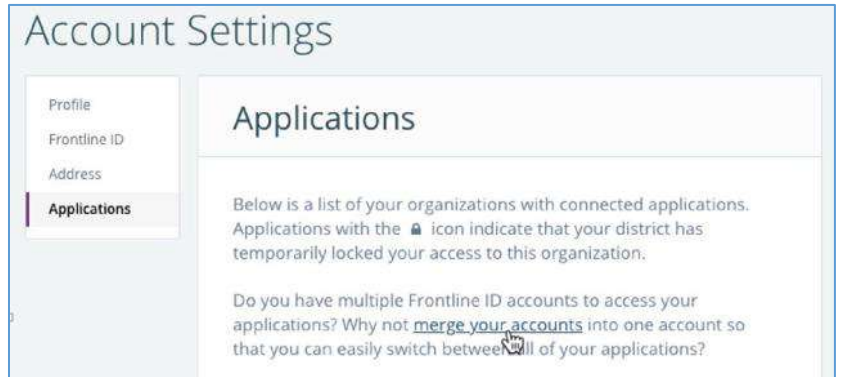 Account Settings
Profile
Frontline ID
Address
Applications
Applications
Below is a list of your organizations with connected applications.
Applications with the icon indicate that your district has
temporarily locked your access to this organization.
Do you have multiple Frontline ID accounts to access your
applications? Why not merge your accounts into one account so
that you can easily switch between all of your applications?